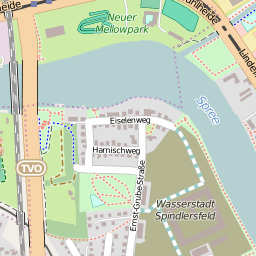 Neuer
Mellowpark
Spree
Eiselenweg
Harnischweg
TVO
Ernst-Grube-Straße
Wasserstadt
Spindlersfeld